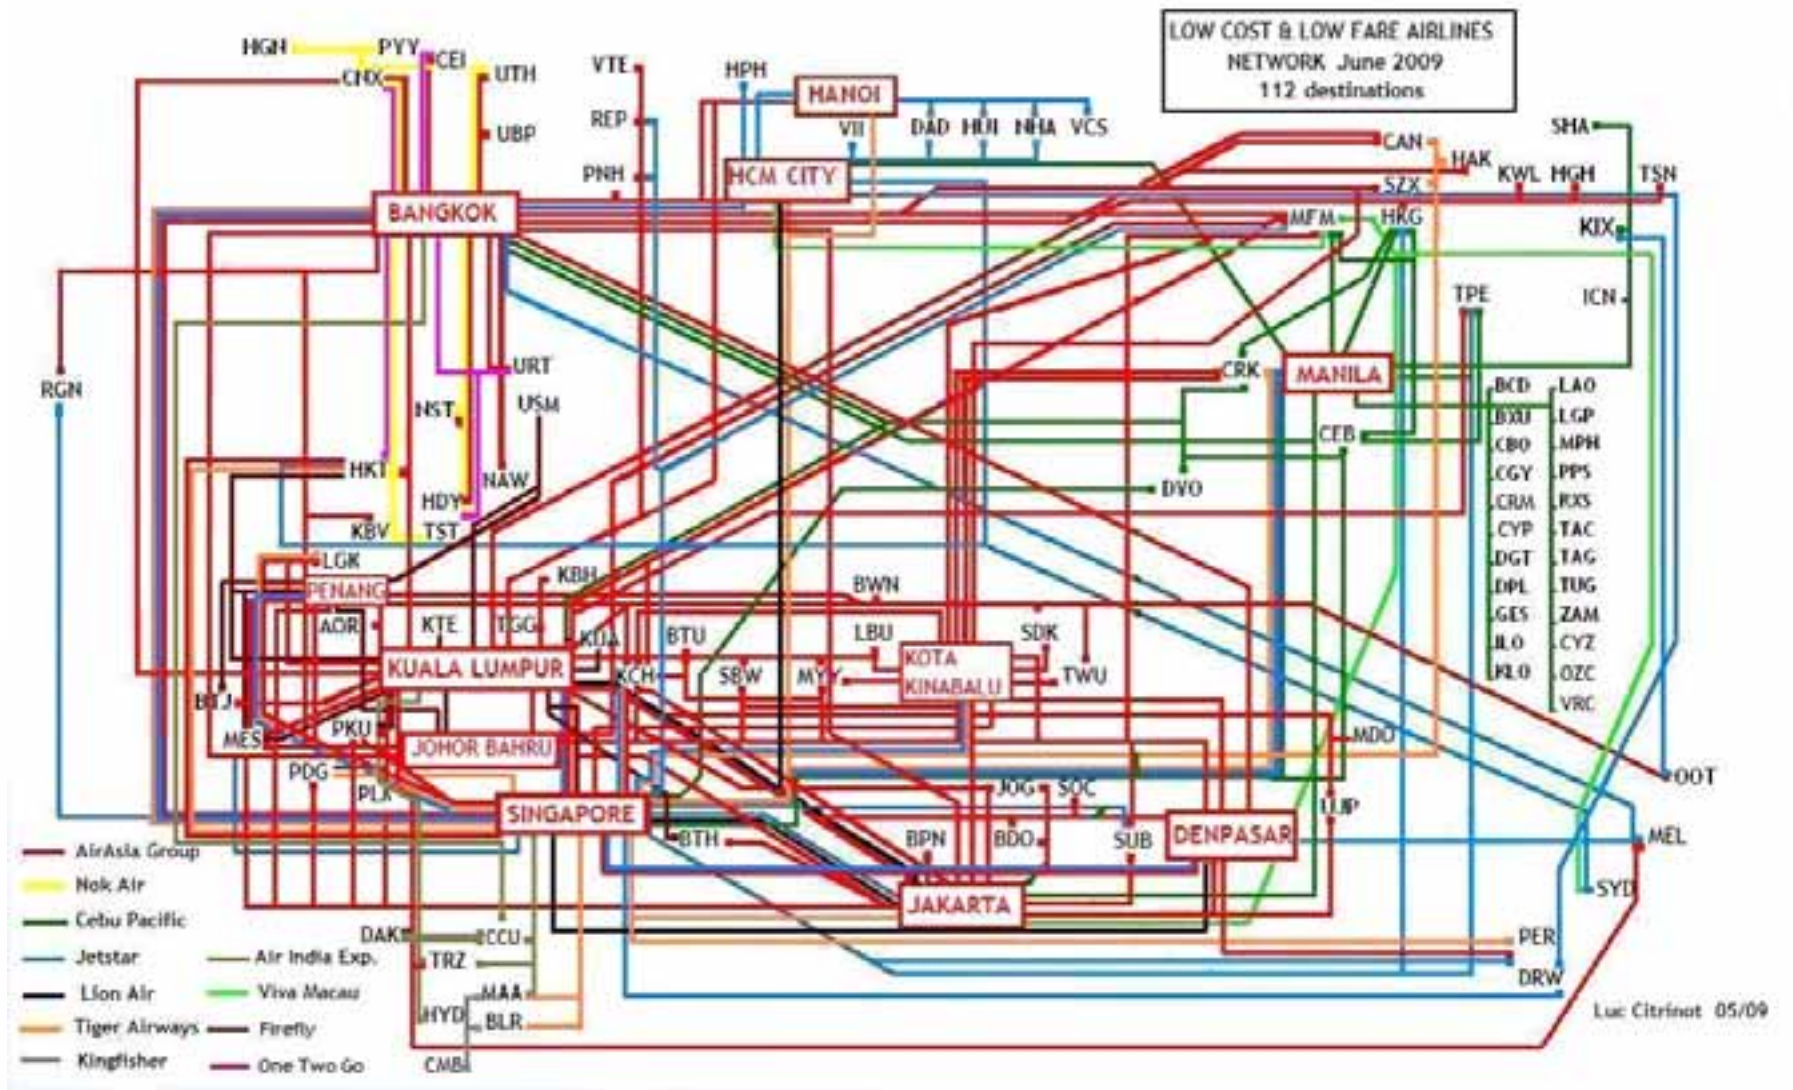 LOW COST & LOW FARE AIRLINES
NETWORK June 2009
112 destinations
HGN
PYY
CEI
CNX
UTH
UBP
VTE
REP
PNH
HPH
HANOI
VII
DAD
HUI
NHA
VCS
HCM CITY
BANGKOK
CAN
HAK
SZX
KWL
HGH
TSN
SHA
MFM
HKG
KIX
TPE
ICN
RGN
URT
NST
USM
HKT
HDY
NAW
KBV
TST
CRK
MANILA
CEB
DVO
BCD
LAO
BXU
LGP
CBO
MPH
CGY
PPS
CRM
RXS
CYP
TAC
DGT
TAG
DPL
TUG
GES
ZAM
ILO
CYZ
KLO
OZC
VRC
LGK
PENANG
KBH
BWN
AOR
KTE
TGG
KUA
BTU
LBU
SDK
KUALA LUMPUR
KCH
SBW
MYY
KOTA
KINABALU
TWU
BTJ
MES
PKU
JOHOR BAHRU
PDG
PLK
MDO
OOT
SINGAPORE
JOG
SOC
UJP
BTH
BPN
BDO
SUB
DENPASAR
MEL
JAKARTA
SYD
PER
DRW
DAK
CCU
TRZ
MAA
HYD
BLR
CMB
AirAsia Group
Nok Air
Cebu Pacific
Jetstar
Air India Exp.
Lion Air
Viva Macau
Tiger Airways
Firefly
Kingfisher
One Two Go
Luc Citrinot 05/09